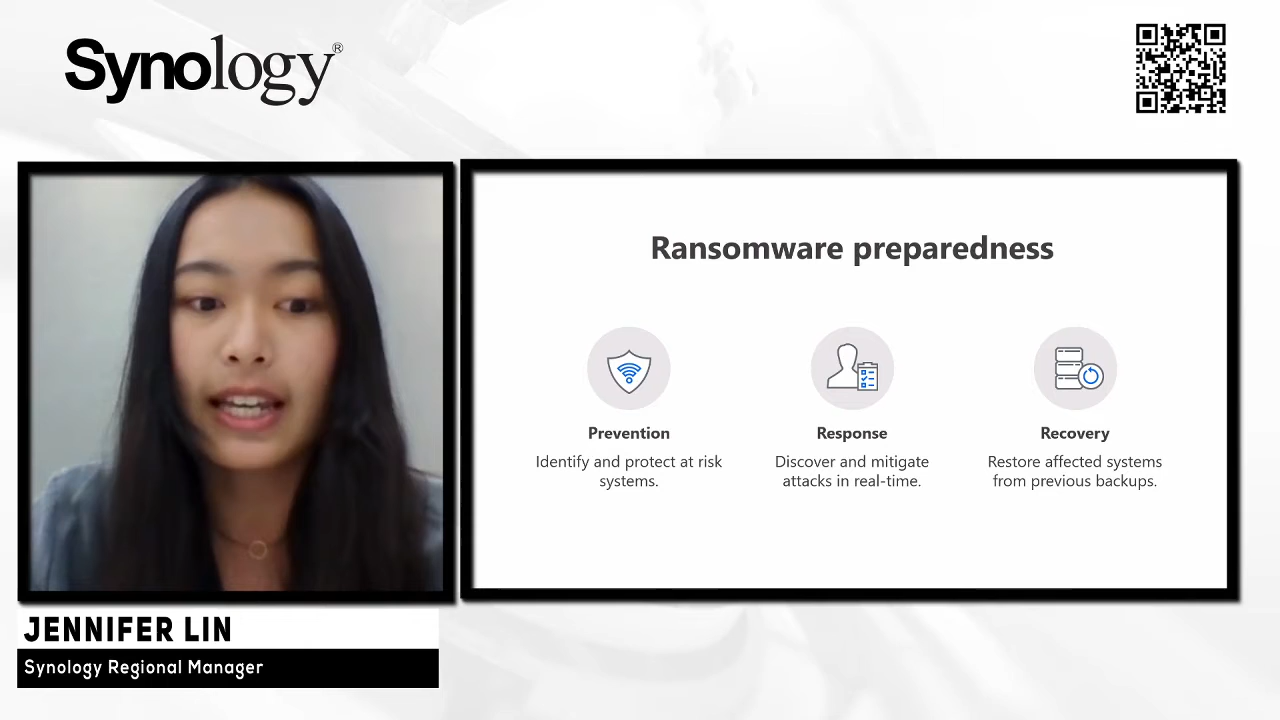 Synology®
Ransomware preparedness
Prevention
Identify and protect at risk
systems.
Response
Discover and mitigate
attacks in real-time.
Recovery
Restore affected systems
from previous backups.
JENNIFER LIN
Synology Regional Manager